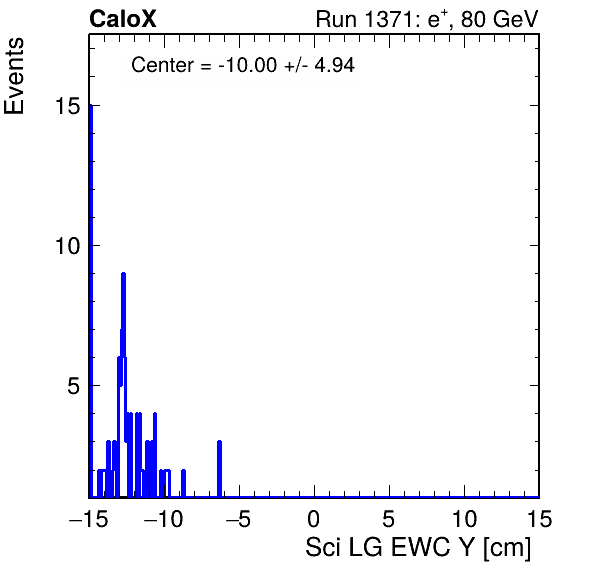 CaloX Run 1371: e⁺, 80 GeV
Center = -10.00 +/- 4.94
Events
15
10
5
−15 −10 −5 0 5 10 15
Sci LG EWC Y [cm]